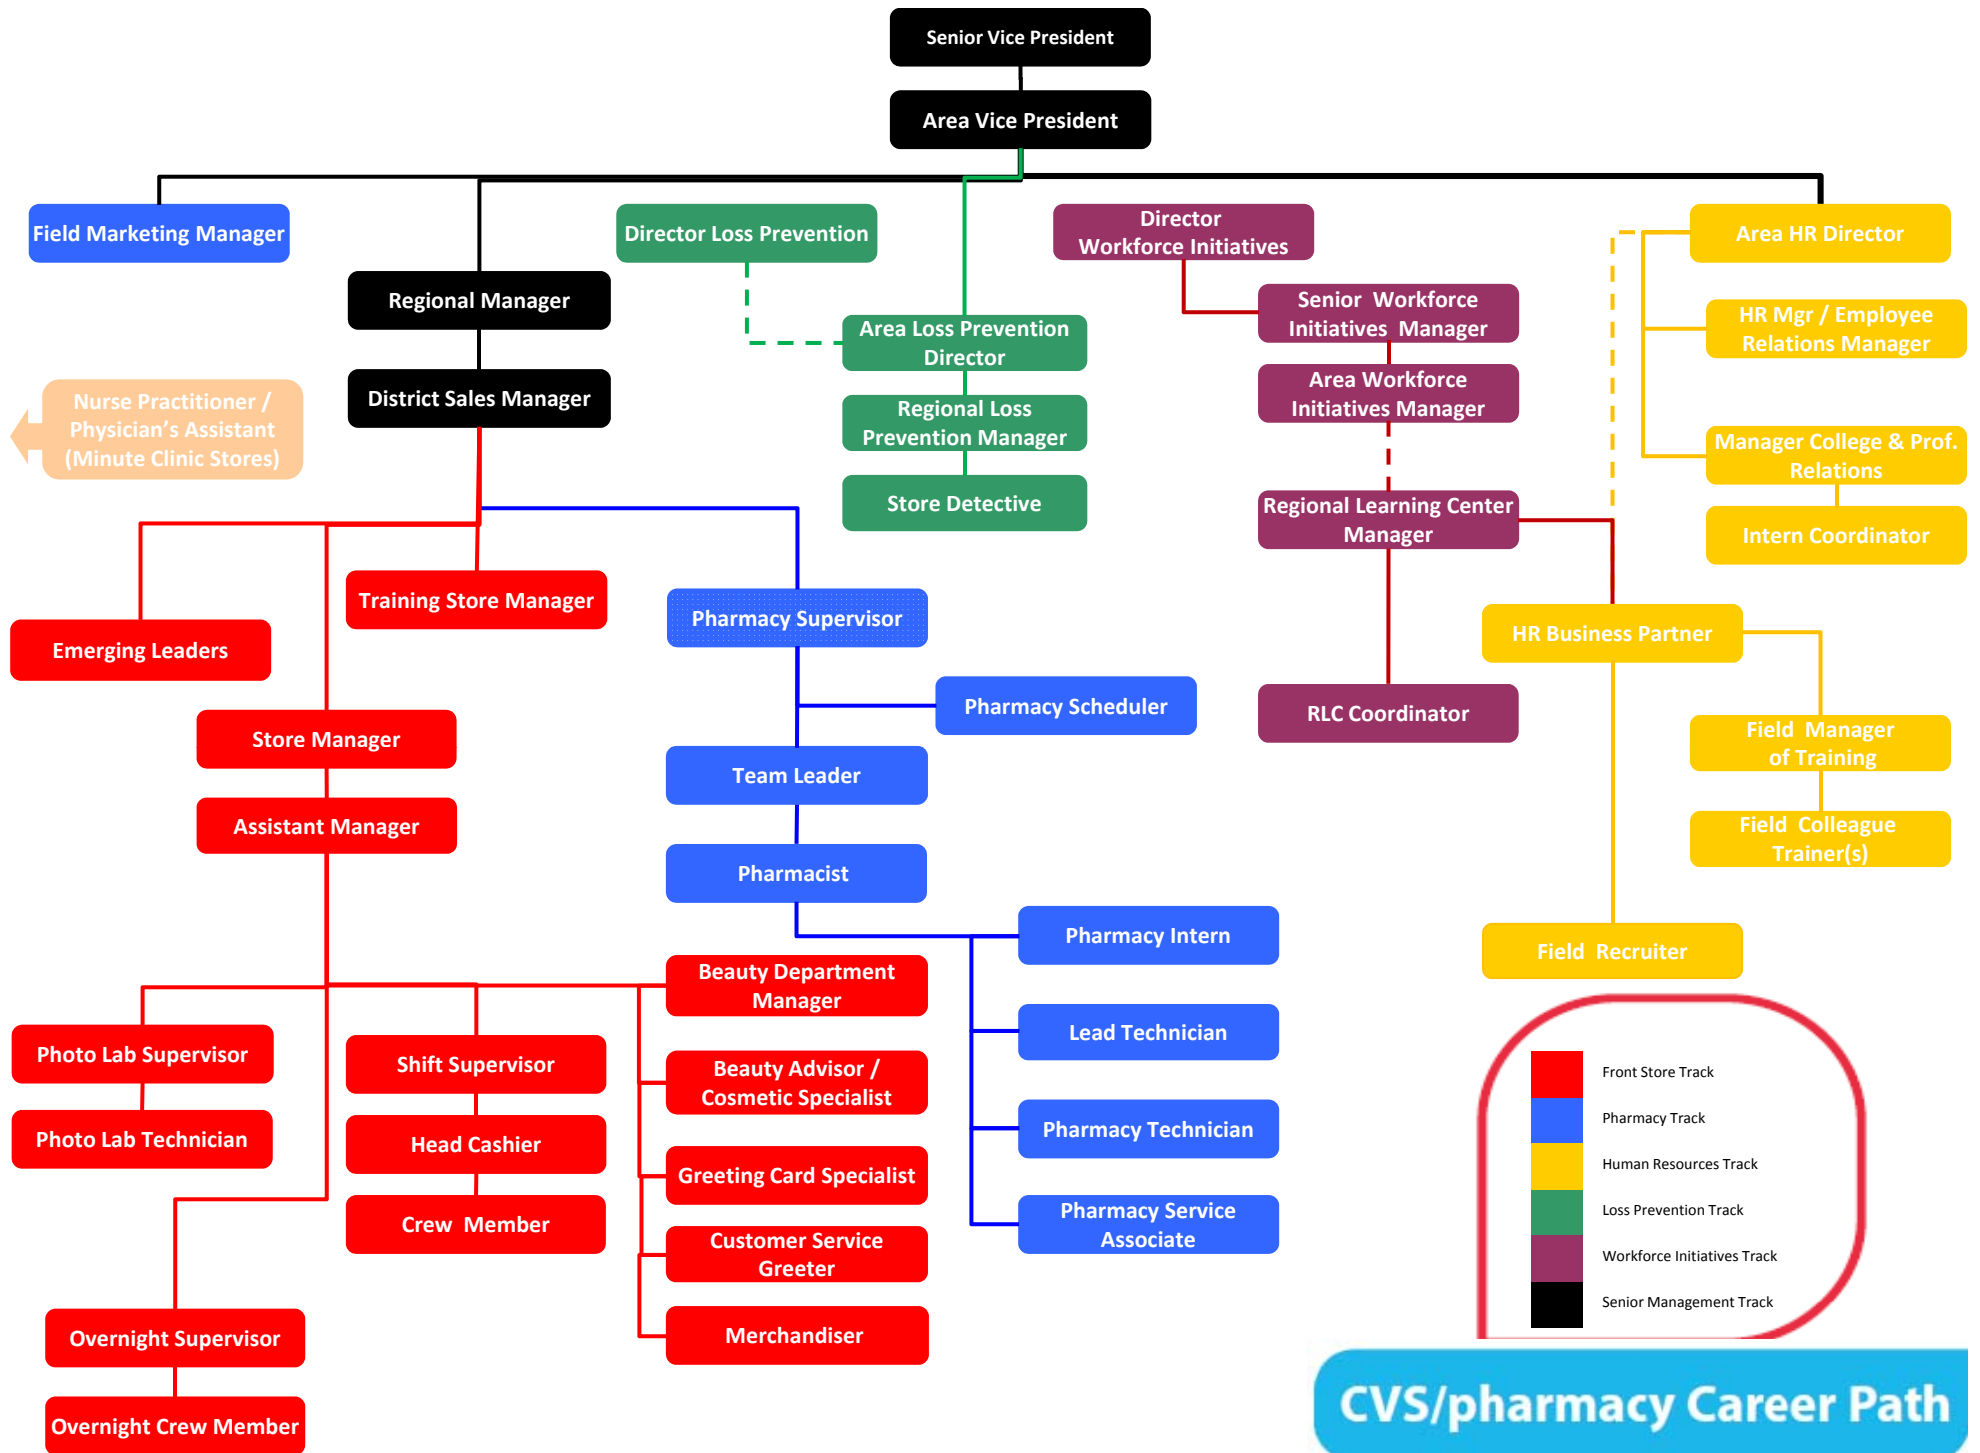 Senior Vice President
Area Vice President
Field Marketing Manager
Director Loss Prevention
Director
Workforce Initiatives
Area HR Director
Regional Manager
Senior Workforce
Initiatives Manager
HR Mgr / Employee
Relations Manager
Area Loss Prevention
Director
District Sales Manager
Area Workforce
Initiatives Manager
Nurse Practitioner /
Physician's Assistant
(Minute Clinic Stores)
Regional Loss
Prevention Manager
Manager College & Prof.
Relations
Store Detective
Regional Learning Center
Manager
Intern Coordinator
Training Store Manager
Pharmacy Supervisor
HR Business Partner
Emerging Leaders
Pharmacy Scheduler
RLC Coordinator
Store Manager
Field Manager
of Training
Team Leader
Assistant Manager
Field Colleague
Trainer(s)
Pharmacist
Pharmacy Intern
Field Recruiter
Beauty Department
Manager
Lead Technician
Photo Lab Supervisor
Shift Supervisor
Beauty Advisor /
Cosmetic Specialist
Photo Lab Technician
Head Cashier
Pharmacy Technician
Greeting Card Specialist
Crew Member
Pharmacy Service
Associate
Customer Service
Greeter
Overnight Supervisor
Merchandiser
Overnight Crew Member
Front Store Track
Pharmacy Track
Human Resources Track
Loss Prevention Track
Workforce Initiatives Track
Senior Management Track
CVS/pharmacy Career Path